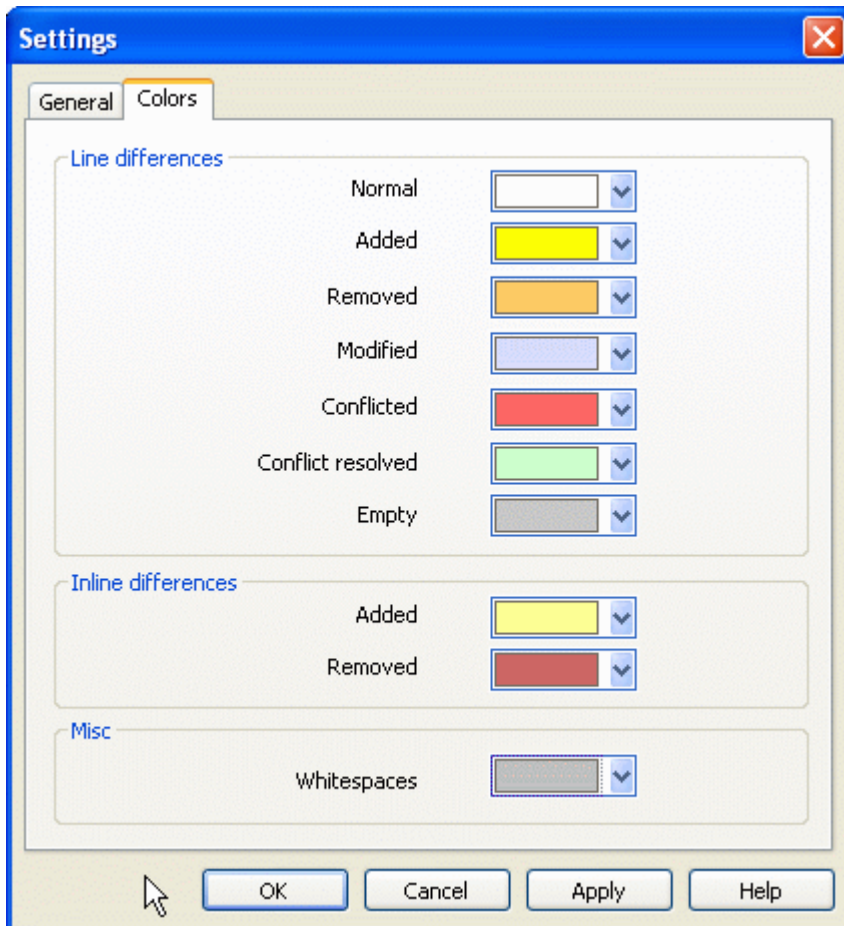 Settings
General Colors
Line differences
Normal
Added
Removed
Modified
Conflicted
Conflict resolved
Empty
Inline differences
Added
Removed
Misc
Whitespaces
OK Cancel Apply Help